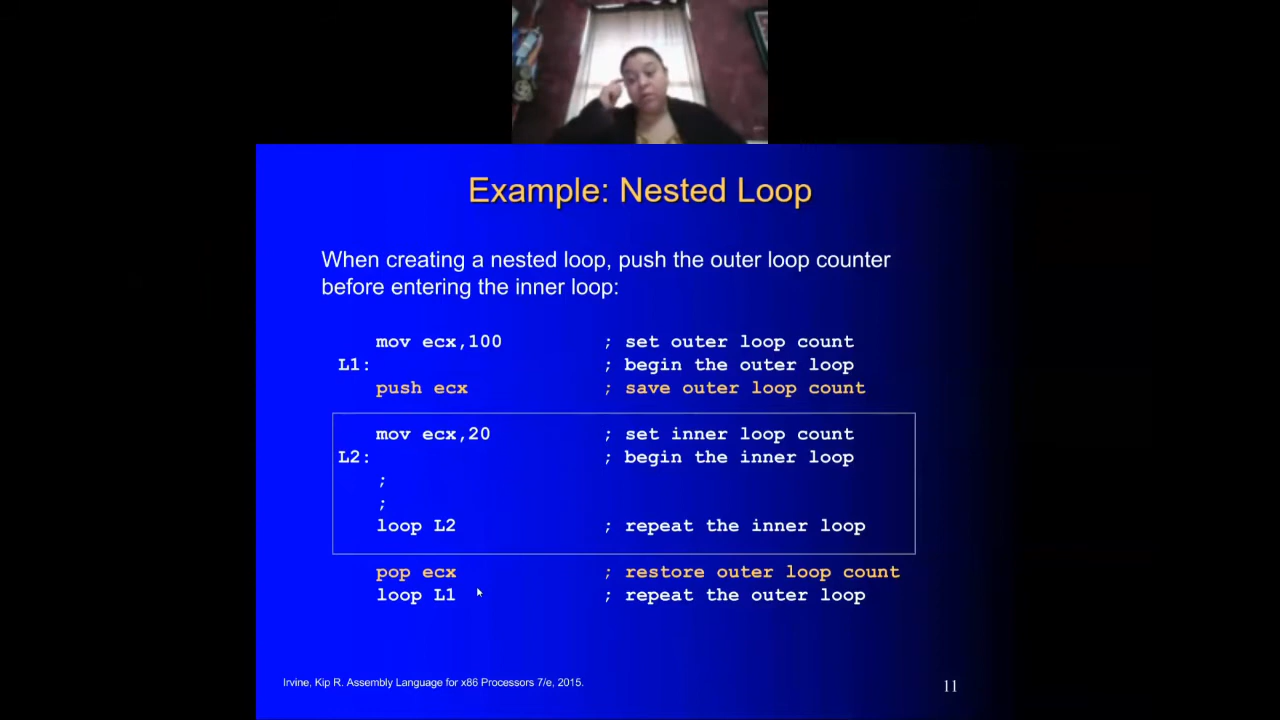 Example: Nested Loop
When creating a nested loop, push the outer loop counter
before entering the inner loop:
mov ecx,100 ; set outer loop count
L1: ; begin the outer loop
push ecx ; save outer loop count
mov ecx,20 ; set inner loop count
L2: ; begin the inner loop
;
;
loop L2 ; repeat the inner loop
pop ecx ; restore outer loop count
loop L1 ; repeat the outer loop
Irvine, Kip R. Assembly Language for x86 Processors 7/e, 2015.
11